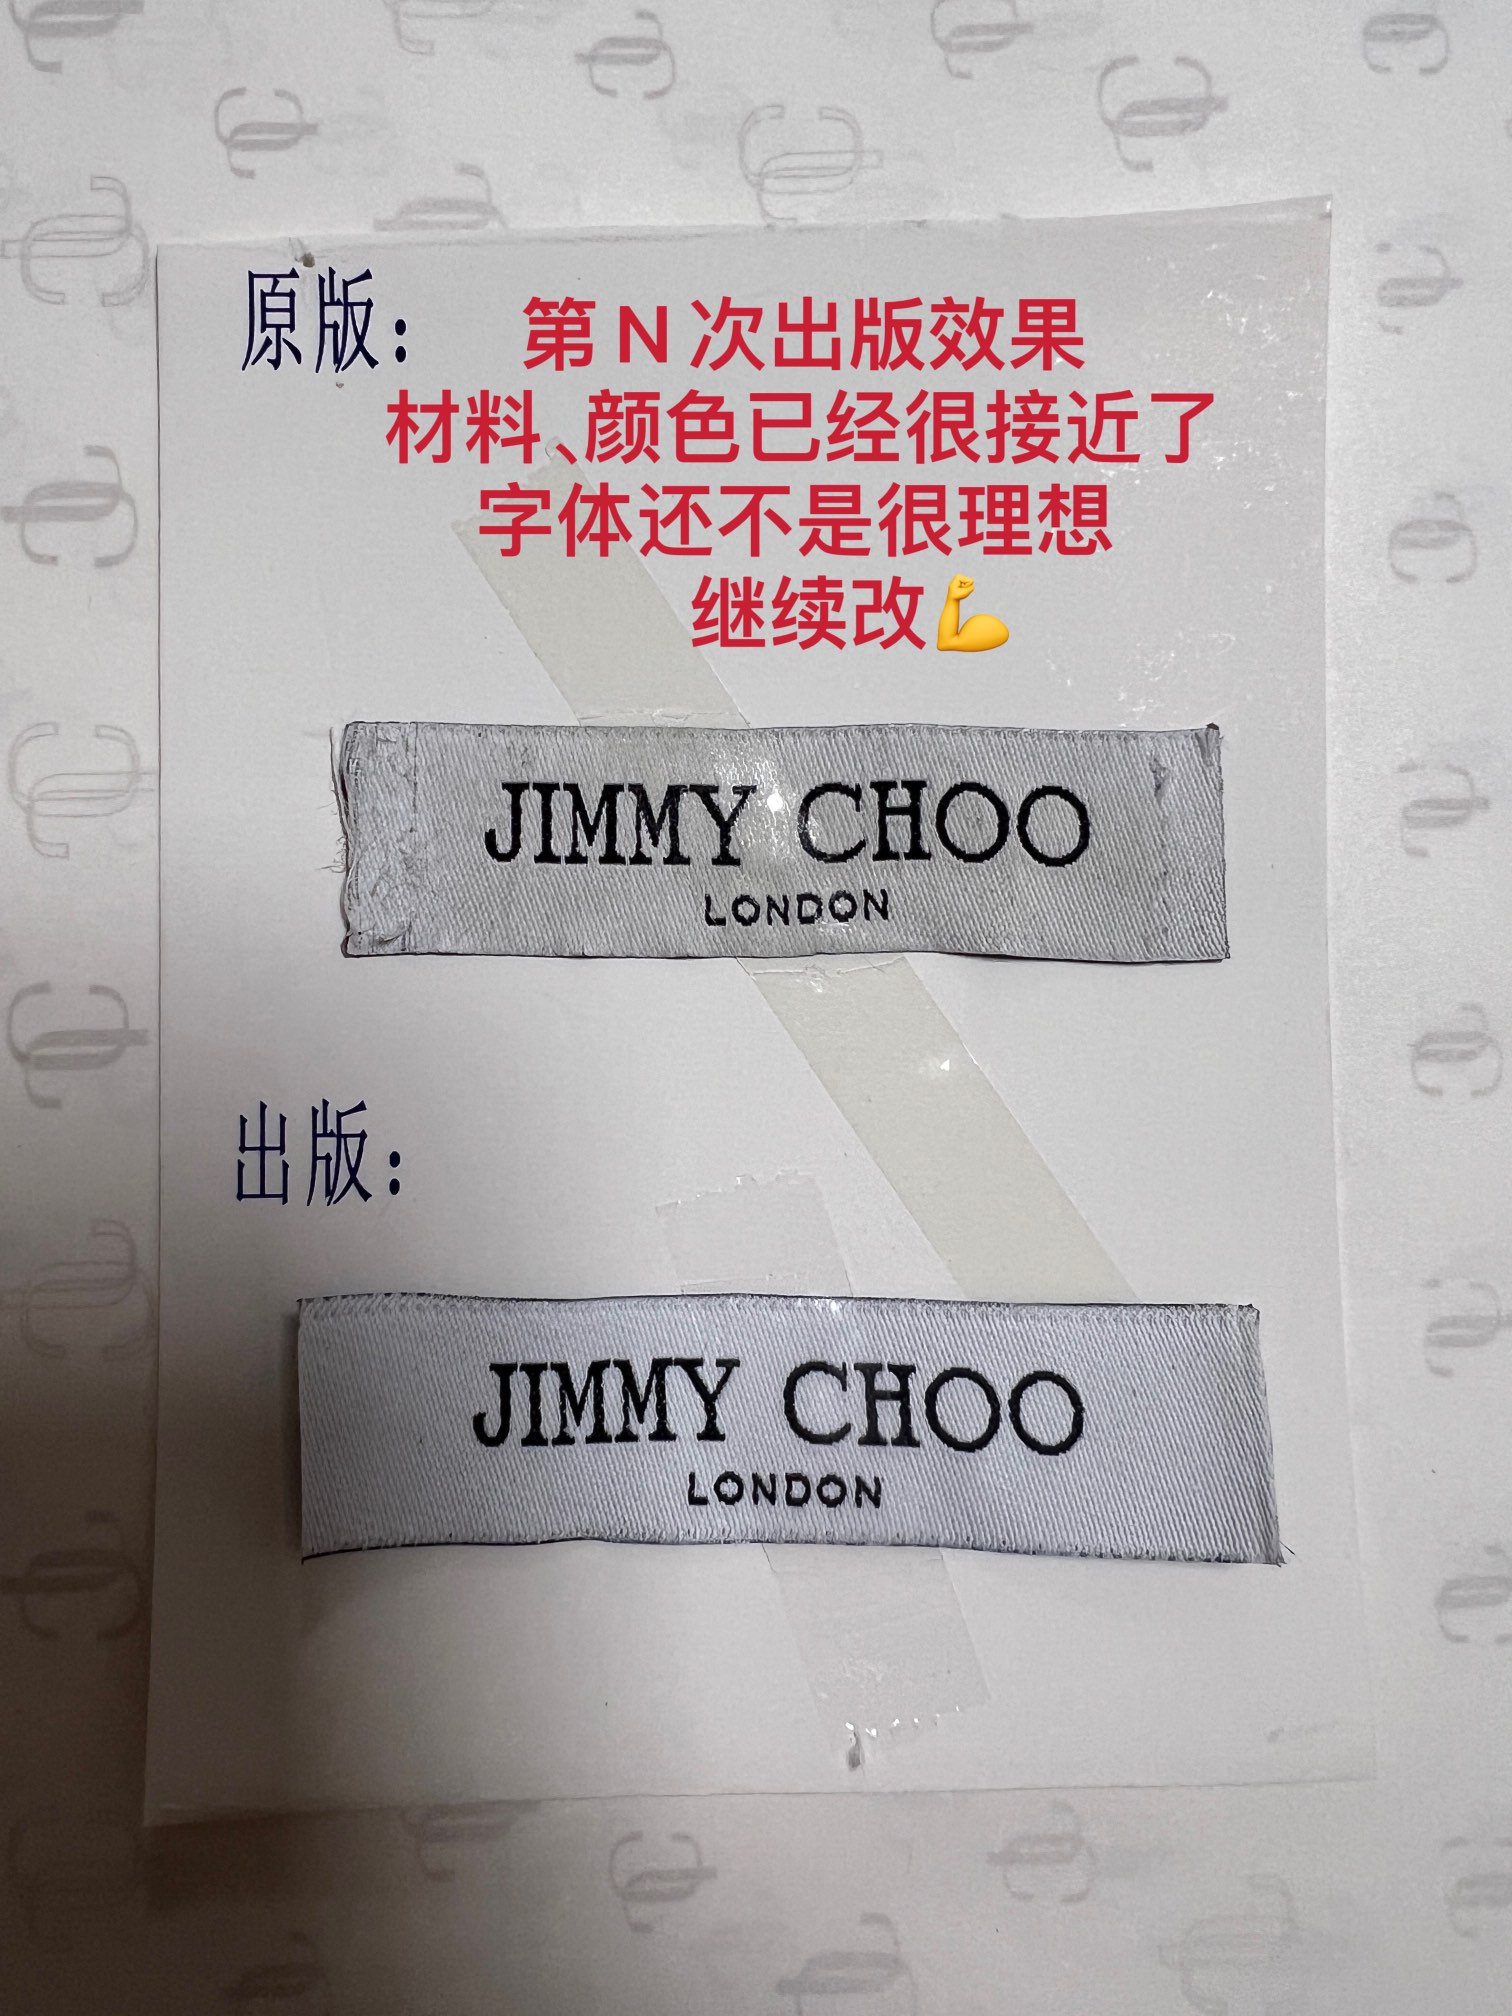 原版：
第N次出版效果
材料、颜色已经很接近了
字体还不是很理想
继续改💪
JIMMY CHOO
LONDON
出版：
JIMMY CHOO
LONDON